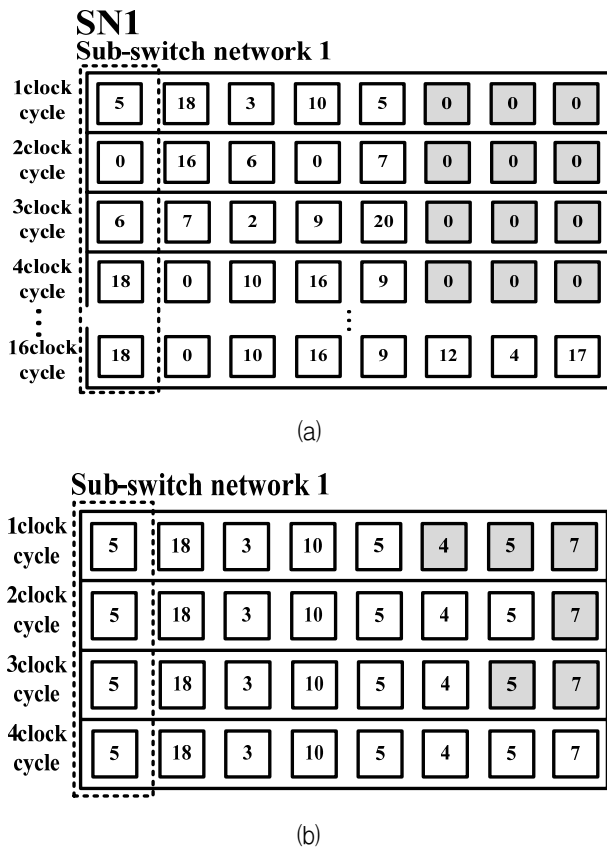 SN1
Sub-switch network 1
1clock cycle 5 18 3 10 5 0 0 0
2clock cycle 0 16 6 0 7 0 0 0
3clock cycle 6 7 2 9 20 0 0 0
4clock cycle 18 0 10 16 9 0 0 0
16clock cycle 18 0 10 16 9 12 4 17
(a)
Sub-switch network 1
1clock cycle 5 18 3 10 5 4 5 7
2clock cycle 5 18 3 10 5 4 5 7
3clock cycle 5 18 3 10 5 4 5 7
4clock cycle 5 18 3 10 5 4 5 7
(b)